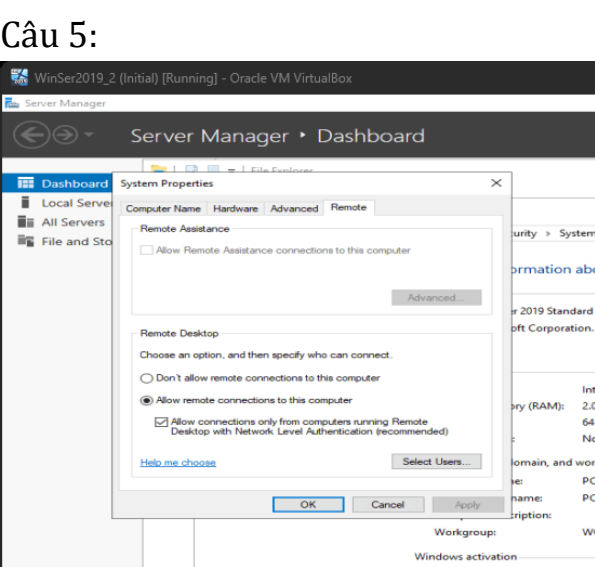 Câu 5:
WinSer2019_2 (Initial) [Running] - Oracle VM VirtualBox
Server Manager
Server Manager • Dashboard
File Explorer
Dashboard
Local Server
All Servers
File and Sto
System Properties
Computer Name Hardware Advanced Remote
Remote Assistance
Allow Remote Assistance connections to this computer
Advanced...
Remote Desktop
Choose an option, and then specify who can connect.
Don't allow remote connections to this computer
Allow remote connections to this computer
Allow connections only from computers running Remote
Desktop with Network Level Authentication (recommended)
Help me choose
Select Users...
OK Cancel Apply
urity › System
ormation abo
r 2019 Standard
oft Corporation.
Int
ory (RAM): 2.0
64
No
omain, and wor
PC
name: PC
cription:
Workgroup: W
Windows activation